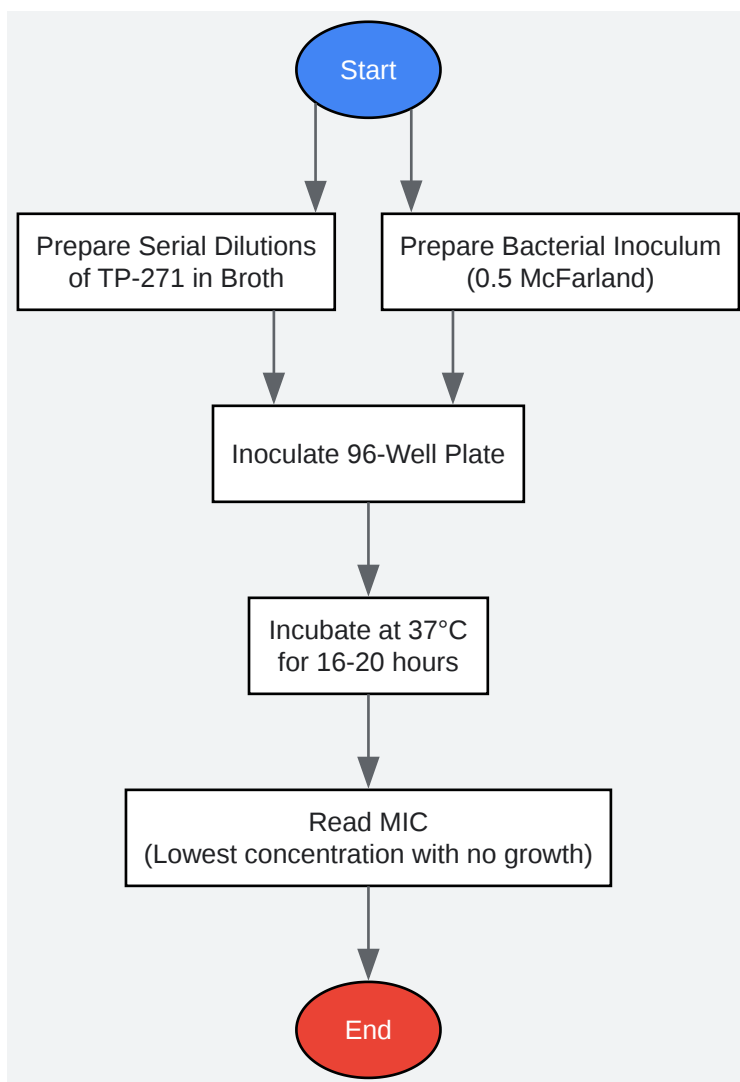 Start
Prepare Serial Dilutions
of TP-271 in Broth
Prepare Bacterial Inoculum
(0.5 McFarland)
Inoculate 96-Well Plate
Incubate at 37°C
for 16-20 hours
Read MIC
(Lowest concentration with no growth)
End